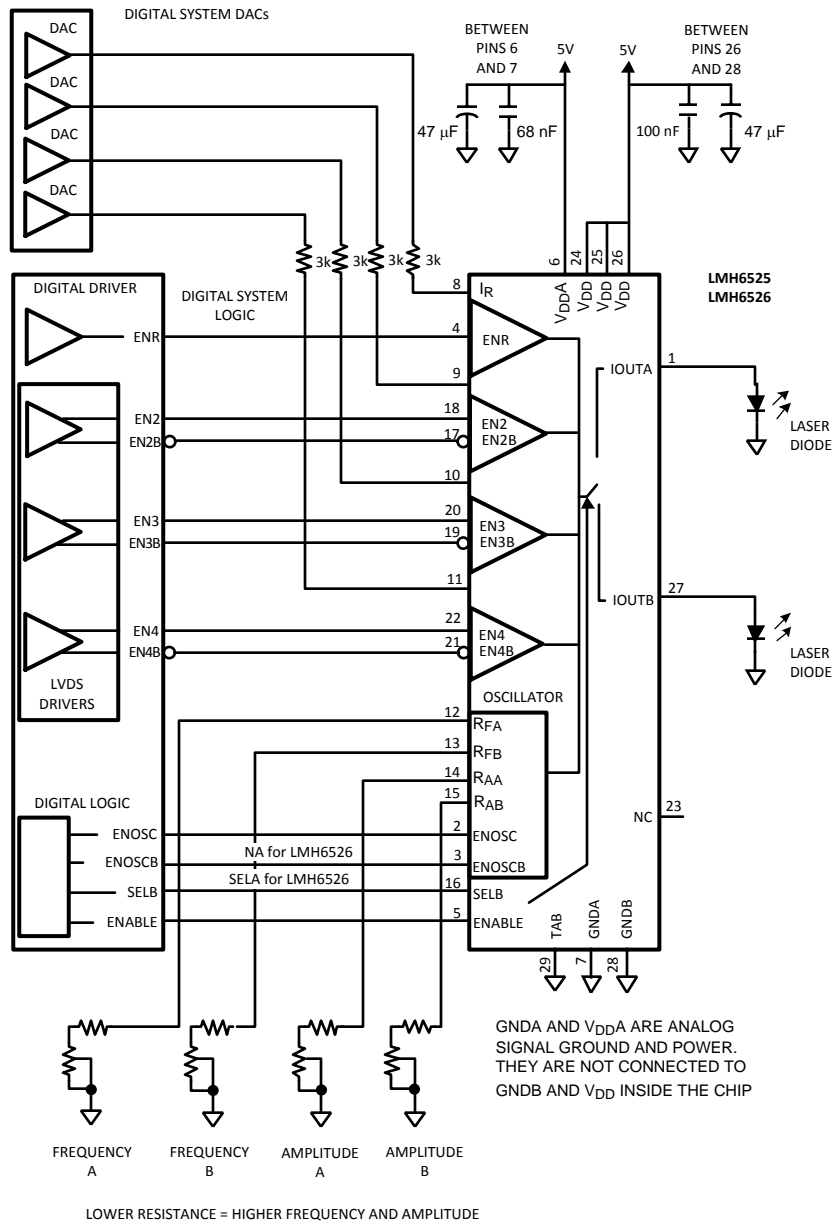 DIGITAL SYSTEM DACs
DAC
DAC
DAC
DAC
BETWEEN
PINS 6
AND 7
5V
5V
BETWEEN
PINS 26
AND 28
47 µF
68 nF
100 nF
47 µF
3k
3k
3k
3k
DIGITAL DRIVER
DIGITAL SYSTEM
LOGIC
ENR
EN2
EN2B
EN3
EN3B
EN4
EN4B
LVDS
DRIVERS
DIGITAL LOGIC
ENOSC
ENOSCB
SELB
ENABLE
NA for LMH6526
SELA for LMH6526
8
4
9
18
17
10
20
19
11
22
21
12
13
14
15
2
3
16
5
6
24
25
26
VDDA
VDD
VDD
VDD
LMH6525
LMH6526
IR
ENR
EN2
EN2B
EN3
EN3B
EN4
EN4B
OSCILLATOR
RFA
RFB
RAA
RAB
ENOSC
ENOSCB
SELB
ENABLE
IOUTA
1
LASER
DIODE
IOUTB
27
LASER
DIODE
NC
23
TAB
GNDA
GNDB
29
7
28
GNDA AND VDDA ARE ANALOG
SIGNAL GROUND AND POWER.
THEY ARE NOT CONNECTED TO
GNDB AND VDD INSIDE THE CHIP
FREQUENCY
A
FREQUENCY
B
AMPLITUDE
A
AMPLITUDE
B
LOWER RESISTANCE = HIGHER FREQUENCY AND AMPLITUDE